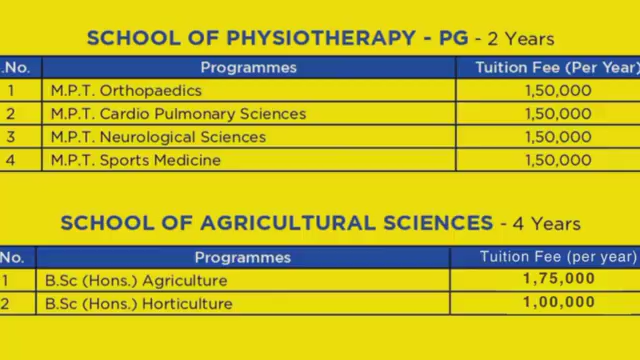 SCHOOL OF PHYSIOTHERAPY - PG - 2 Years
.No. Programmes Tuition Fee (Per Year)
1 M.P.T. Orthopaedics 1,50,000
2 M.P.T. Cardio Pulmonary Sciences 1,50,000
3 M.P.T. Neurological Sciences 1,50,000
4 M.P.T. Sports Medicine 1,50,000
SCHOOL OF AGRICULTURAL SCIENCES - 4 Years
No. Programmes Tuition Fee (per year)
1 B.Sc (Hons.) Agriculture 1,75,000
2 B.Sc (Hons.) Horticulture 1,00,000